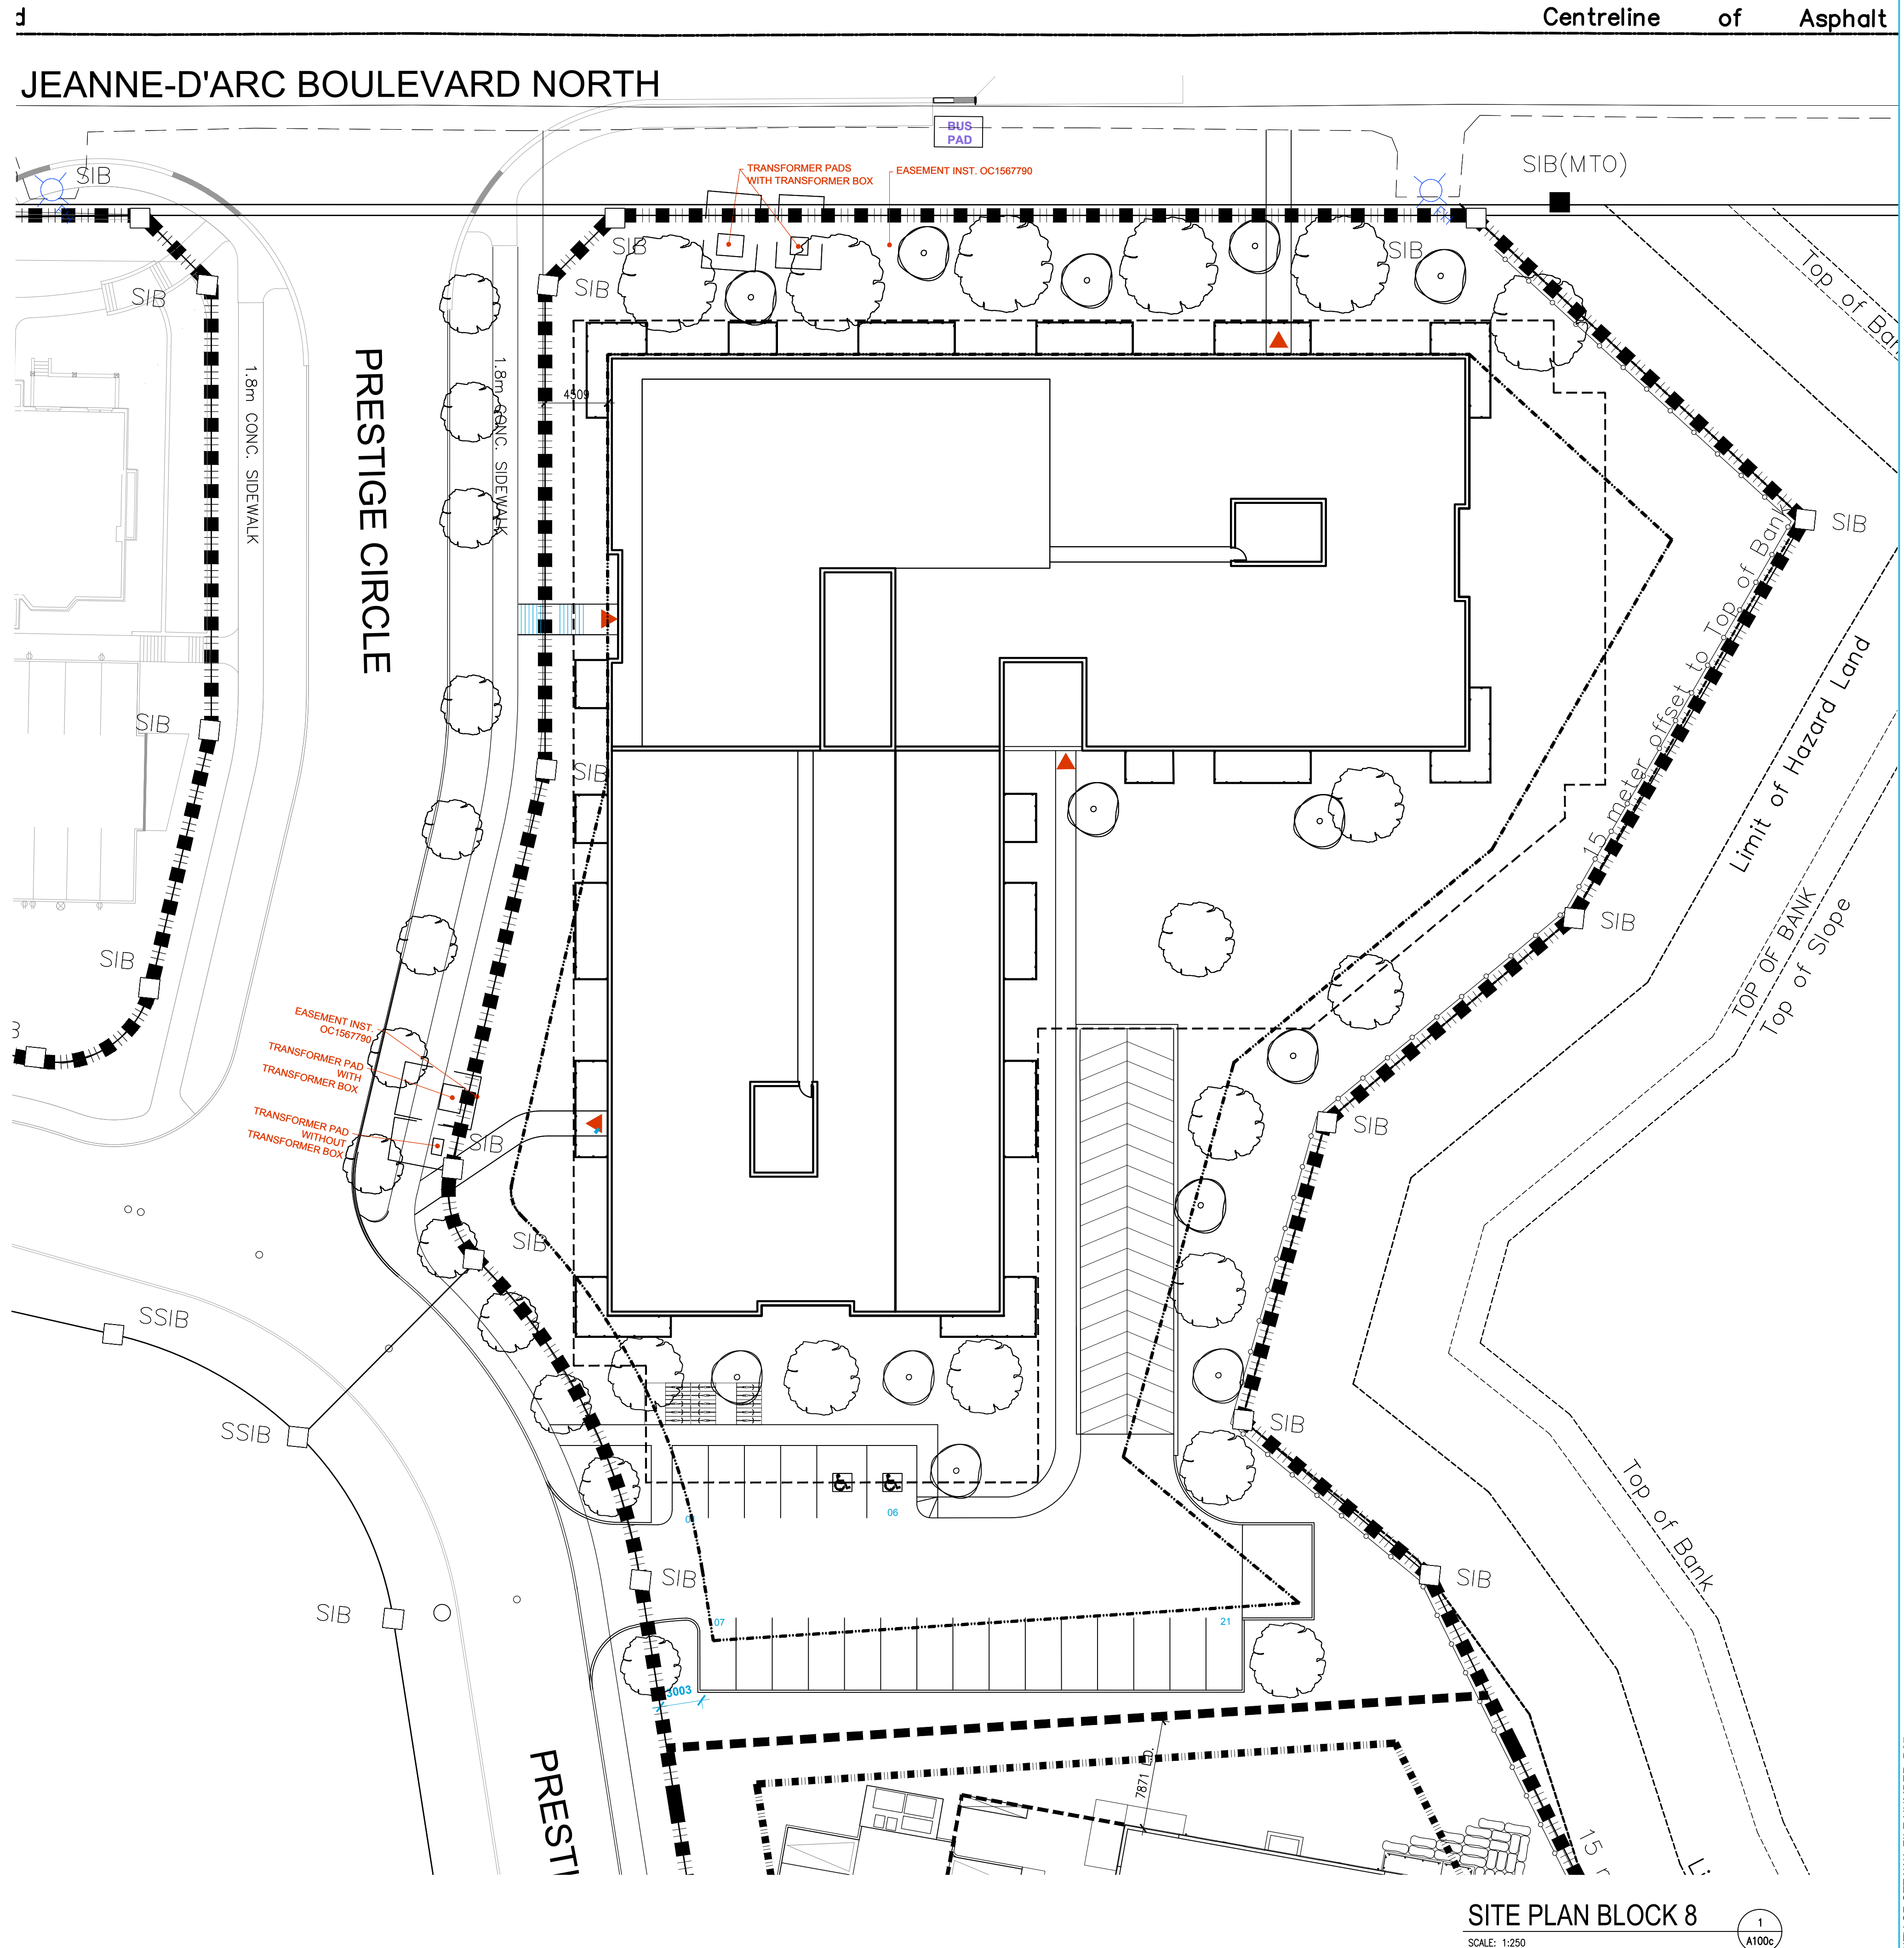 Centreline of Asphalt
JEANNE-D'ARC BOULEVARD NORTH
BUS
PAD
SIB
TRANSFORMER PADS
WITH TRANSFORMER BOX
EASEMENT INST. OC1567790
SIB(MTO)
SIB
SIB
SIB
SIB
Top of
PRESTIGE CIRCLE
1.8m CONC. SIDEWALK
1.8m CONC. SIDEWALK
4509
SIB
15 meter offset to Top of Bank
Limit of Hazard Land
SIB
SIB
SIB
TOP OF BANK
Top of Slope
SIB
EASEMENT INST.
OC1567790
TRANSFORMER PAD
WITH
TRANSFORMER BOX
TRANSFORMER PAD
WITHOUT
TRANSFORMER BOX
SIB
SIB
SIB
SSIB
SSIB
SIB
Top of Bank
06
SIB
SIB
SIB
07
21
3003
7871
PRESTI
15
SITE PLAN BLOCK 8
1
A100c
SCALE: 1:250